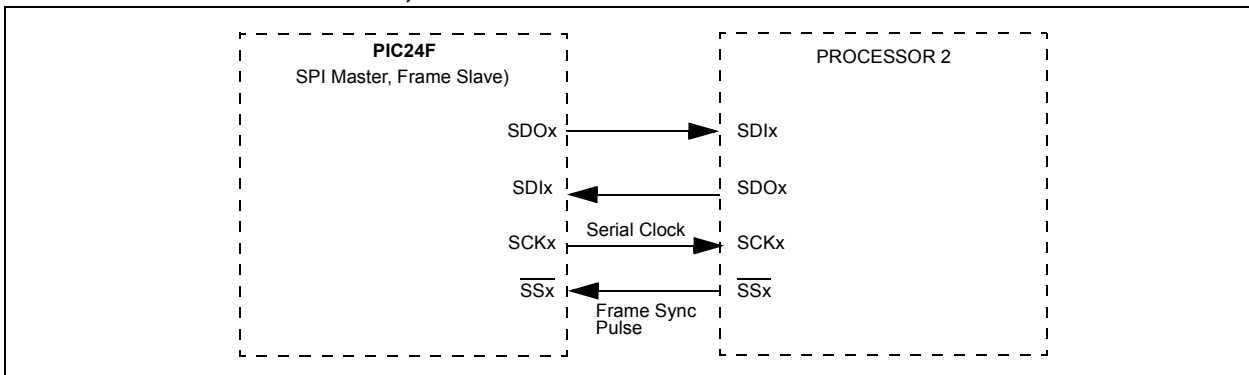 PIC24F
SPI Master, Frame Slave)
PROCESSOR 2
SDOx
SDIx
SDIx
SDOx
SCKx
Serial Clock
SCKx
SSx
SSx
Frame Sync
Pulse